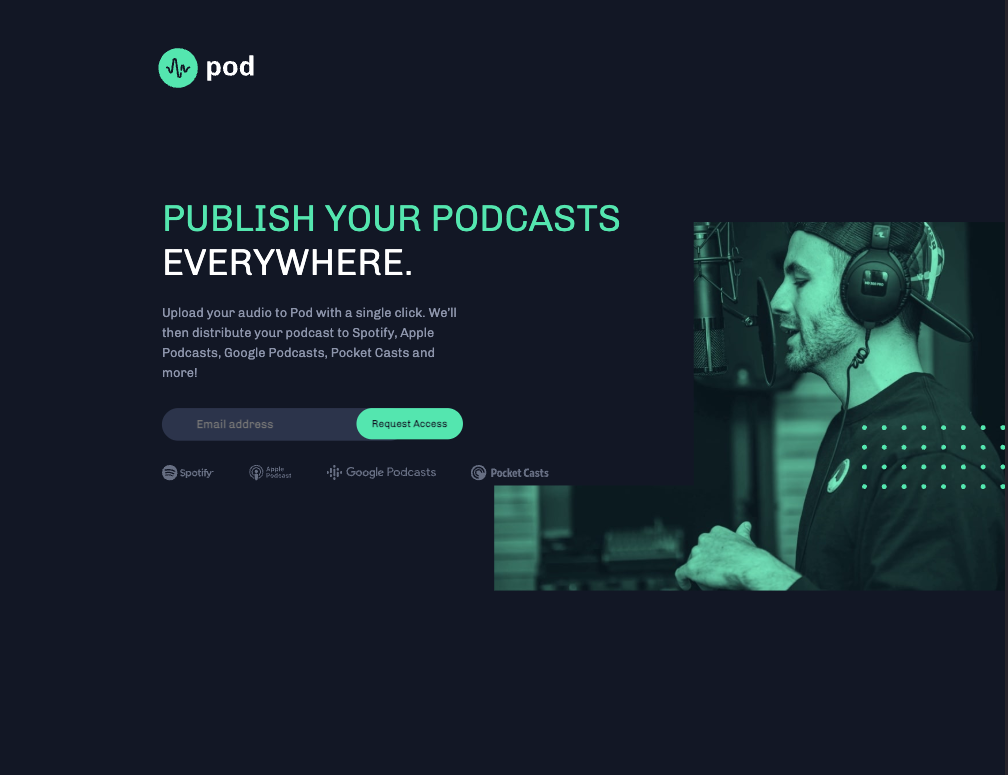 pod
PUBLISH YOUR PODCASTS
EVERYWHERE.
Upload your audio to Pod with a single click. We'll
then distribute your podcast to Spotify, Apple
Podcasts, Google Podcasts, Pocket Casts and
more!
Email address
Request Access
Spotify
Apple
Podcast
Google Podcasts
Pocket Casts